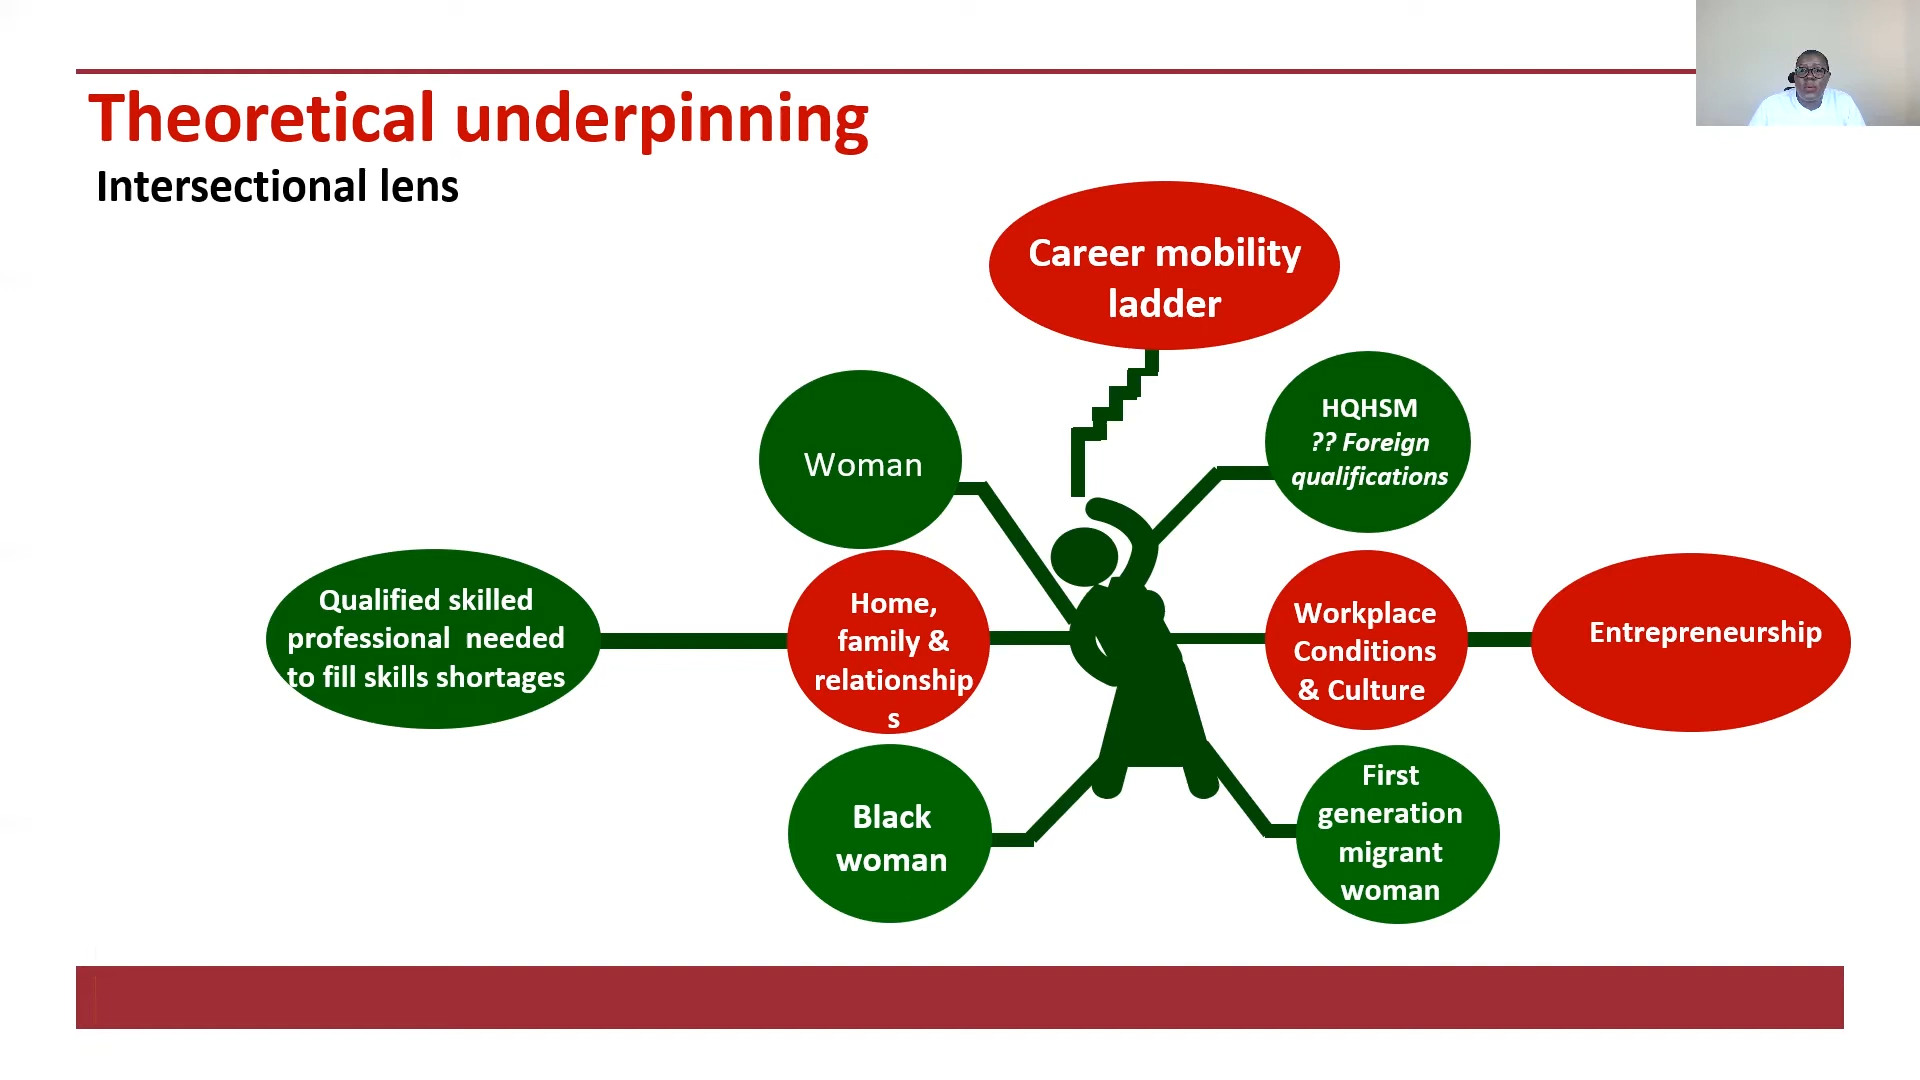 Theoretical underpinning
Intersectional lens
Career mobility
ladder
Woman
HQHSM
?? Foreign
qualifications
Qualified skilled
professional  needed
to fill skills shortages
Home,
family &
relationship
s
Workplace
Conditions
& Culture
Entrepreneurship
Black
woman
First
generation
migrant
woman